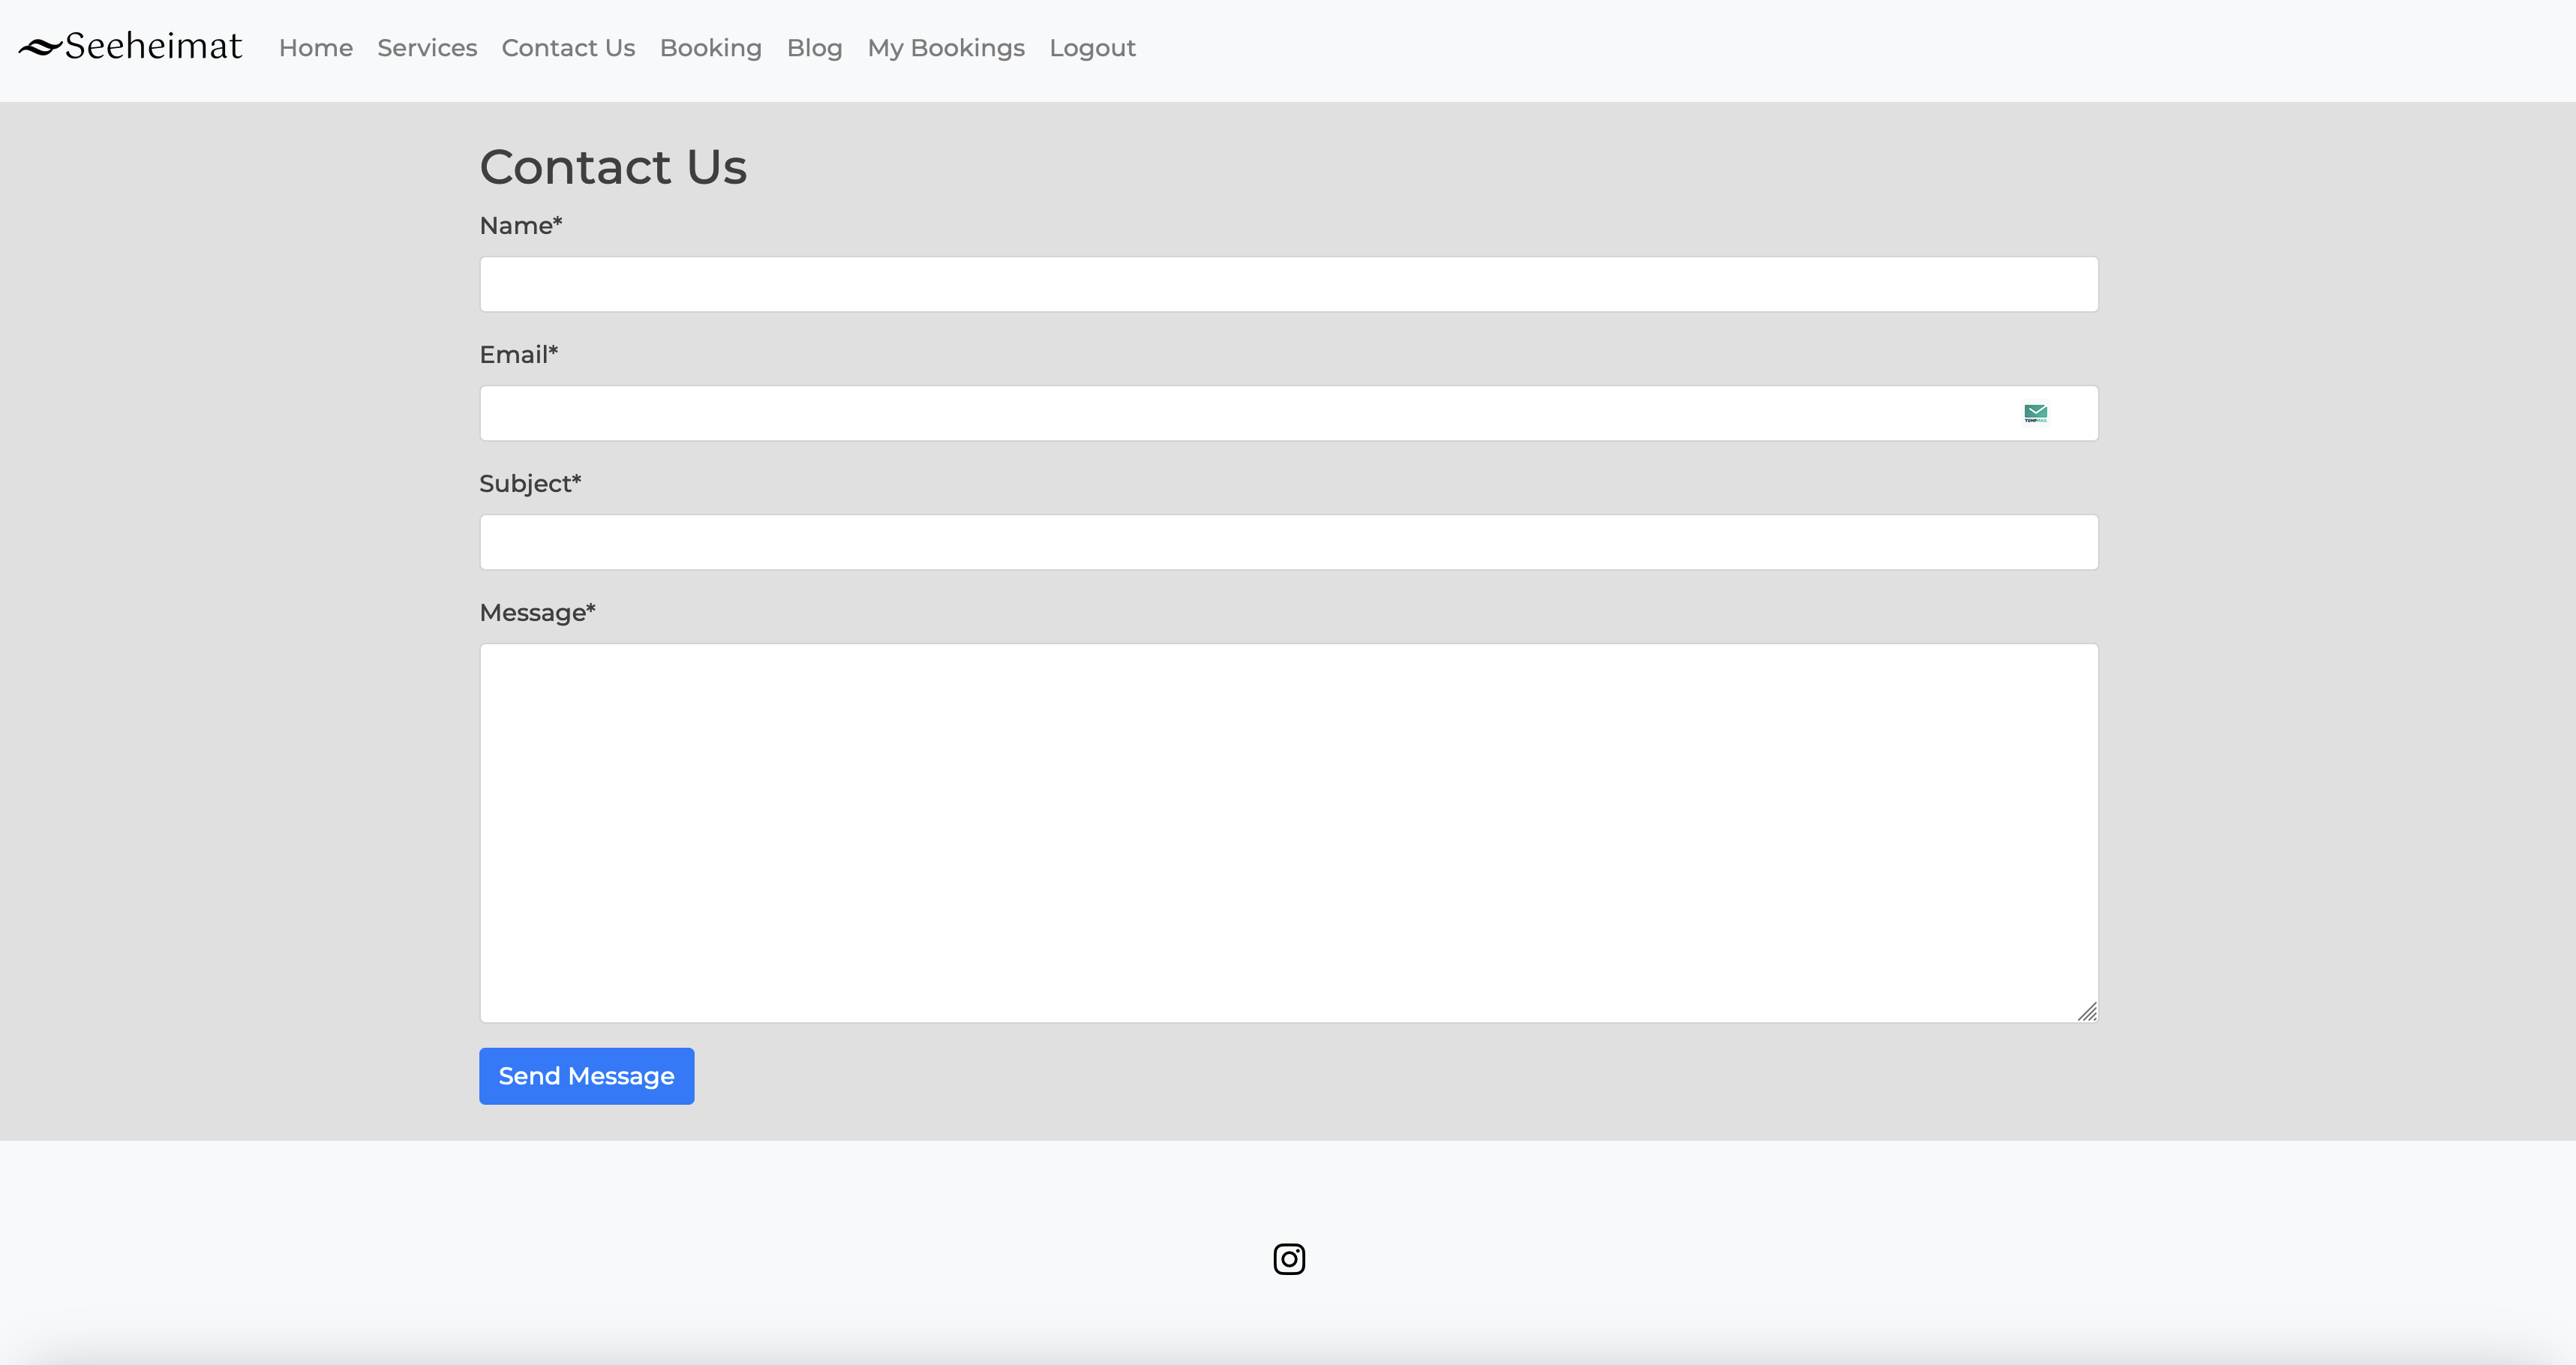 Seeheimat Home Services Contact Us Booking Blog My Bookings Logout
Contact Us
Name*
Email*
Subject*
Message*
Send Message